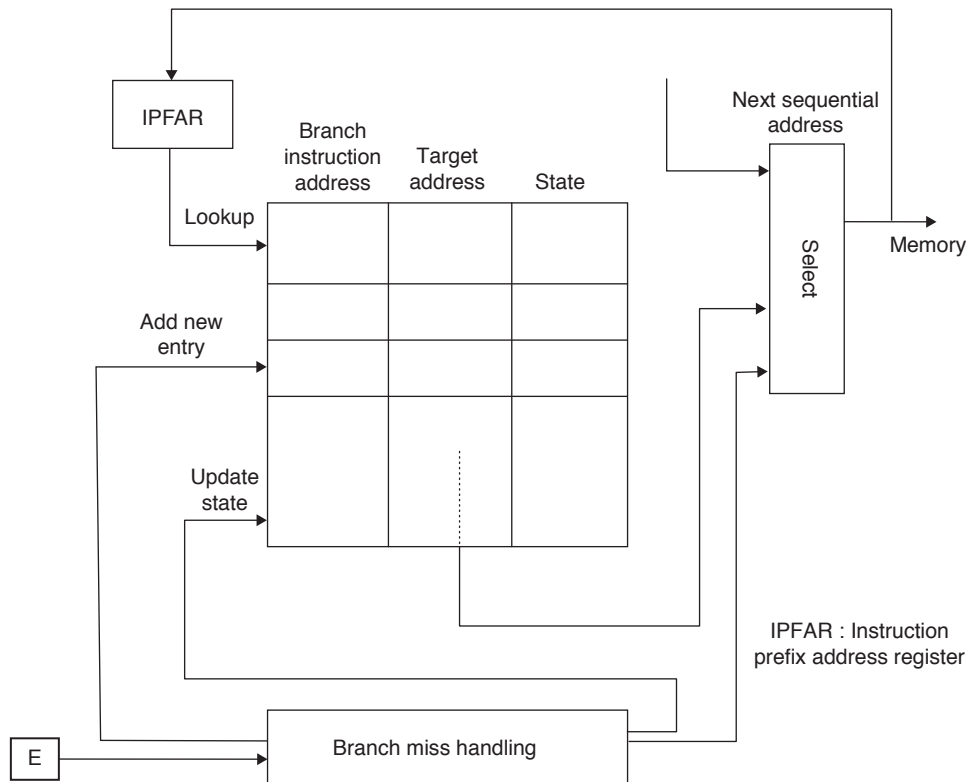 IPFAR
Branch
instruction
address
Target
address
State
Next sequential
address
Lookup
Select
Memory
Add new
entry
Update
state
IPFAR : Instruction
prefix address register
E
Branch miss handling